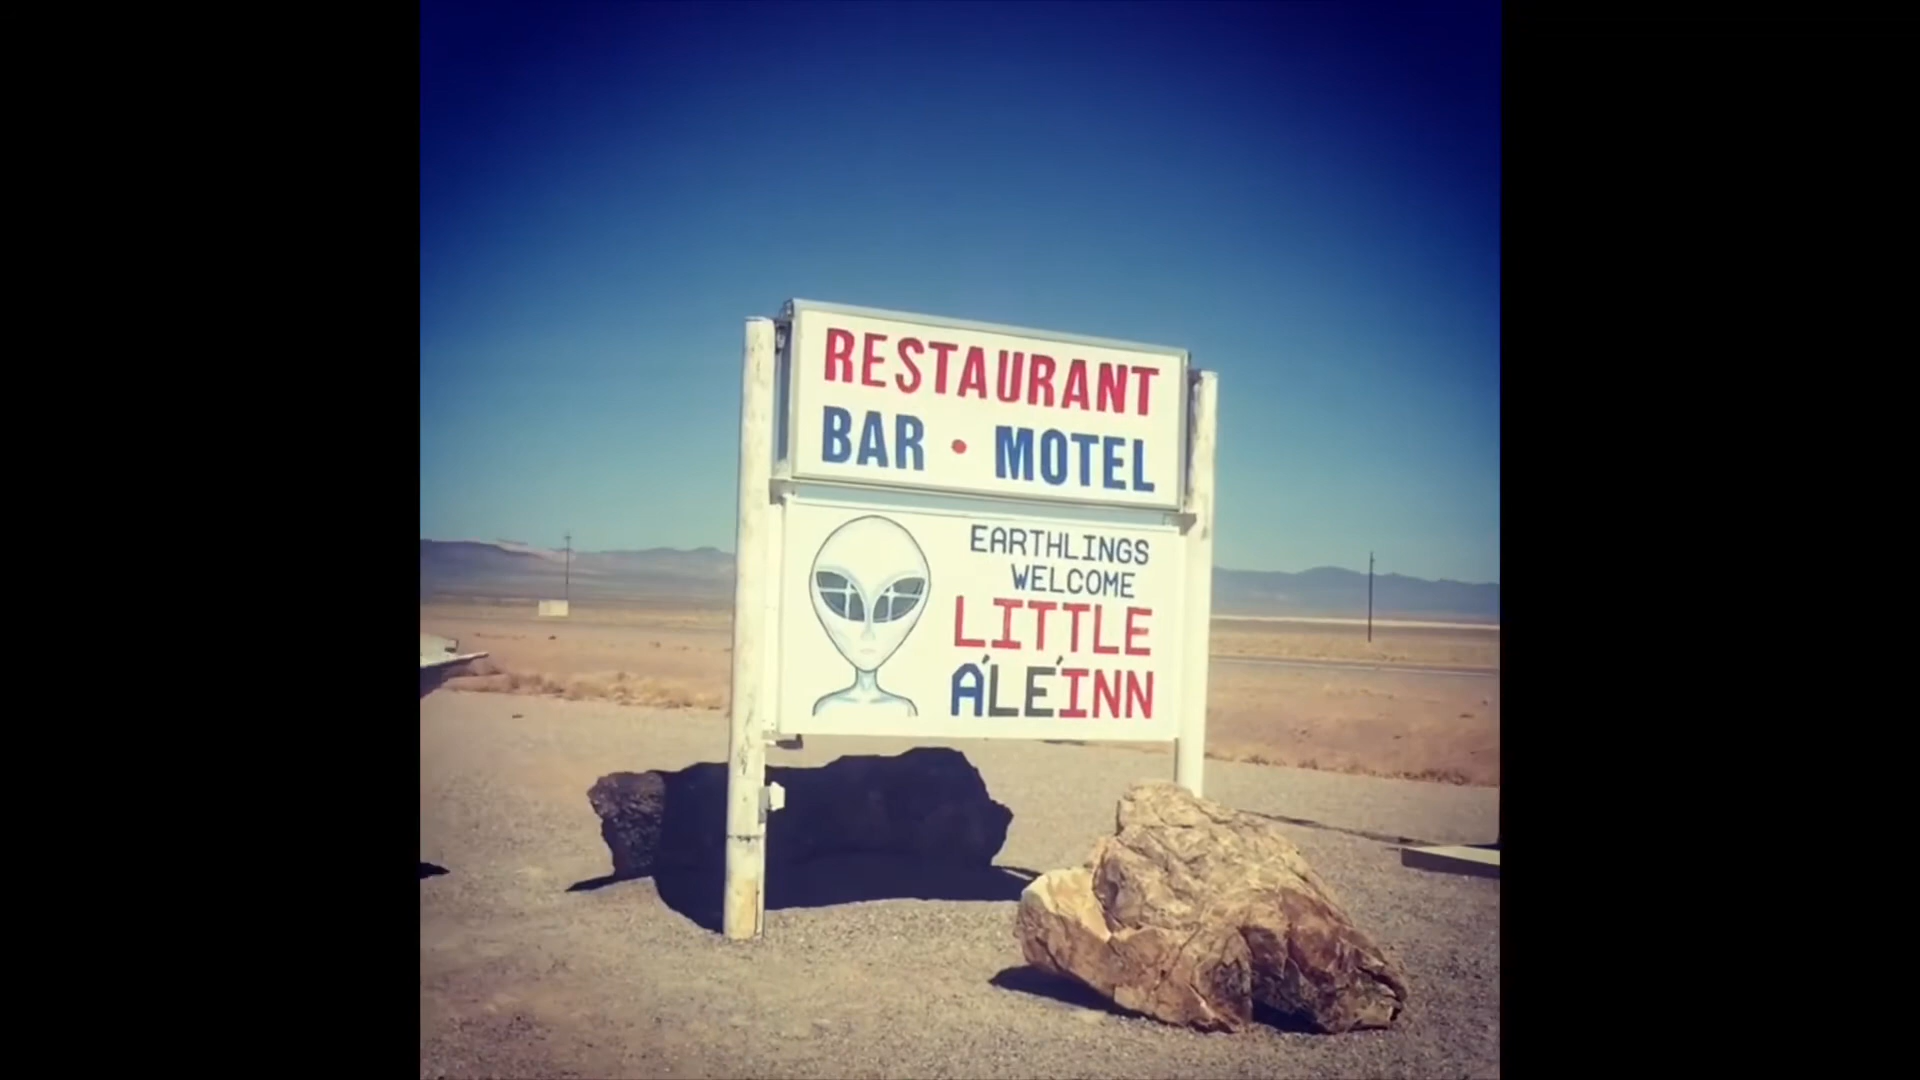 RESTAURANT
BAR • MOTEL
EARTHLINGS
WELCOME
LITTLE
A'LE'INN